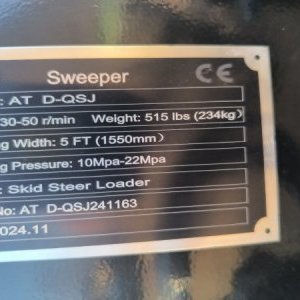 Sweeper CE
: AT D-QSJ
30-50 r/min Weight: 515 lbs (234kg)
g Width: 5 FT (1550mm)
g Pressure: 10Mpa-22Mpa
: Skid Steer Loader
No: AT D-QSJ241163
024.11